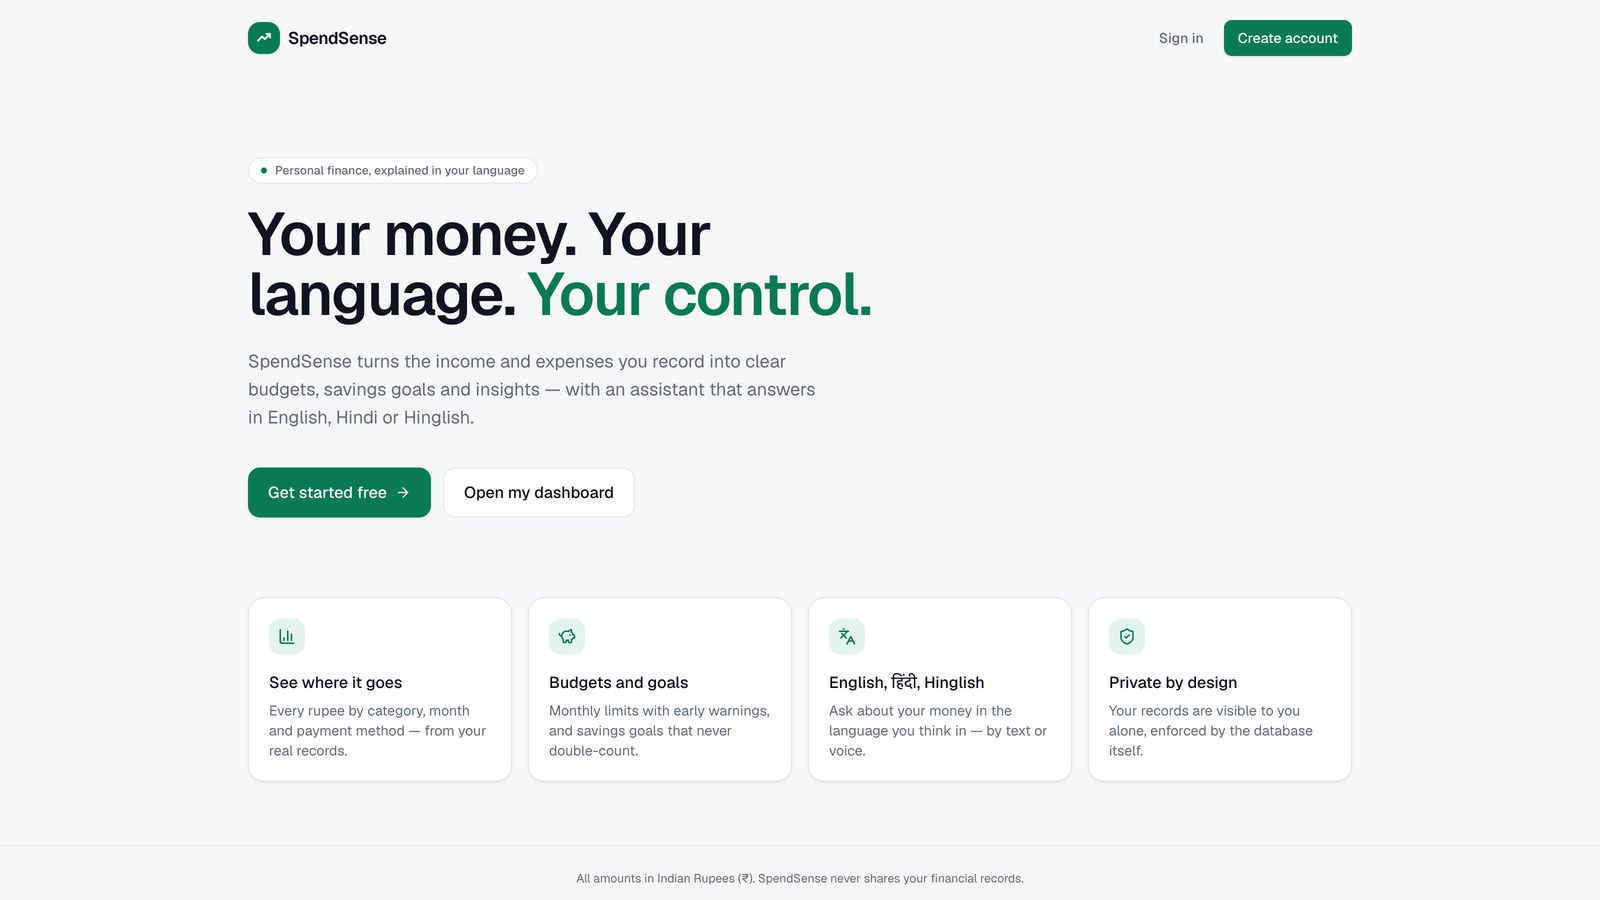 SpendSense
Sign in
Create account
Personal finance, explained in your language
Your money. Your
language. Your control.
SpendSense turns the income and expenses you record into clear
budgets, savings goals and insights — with an assistant that answers
in English, Hindi or Hinglish.
Get started free →
Open my dashboard
See where it goes
Every rupee by category, month
and payment method — from your
real records.
Budgets and goals
Monthly limits with early warnings,
and savings goals that never
double-count.
English, हिंदी, Hinglish
Ask about your money in the
language you think in — by text or
voice.
Private by design
Your records are visible to you
alone, enforced by the database
itself.
All amounts in Indian Rupees (₹). SpendSense never shares your financial records.